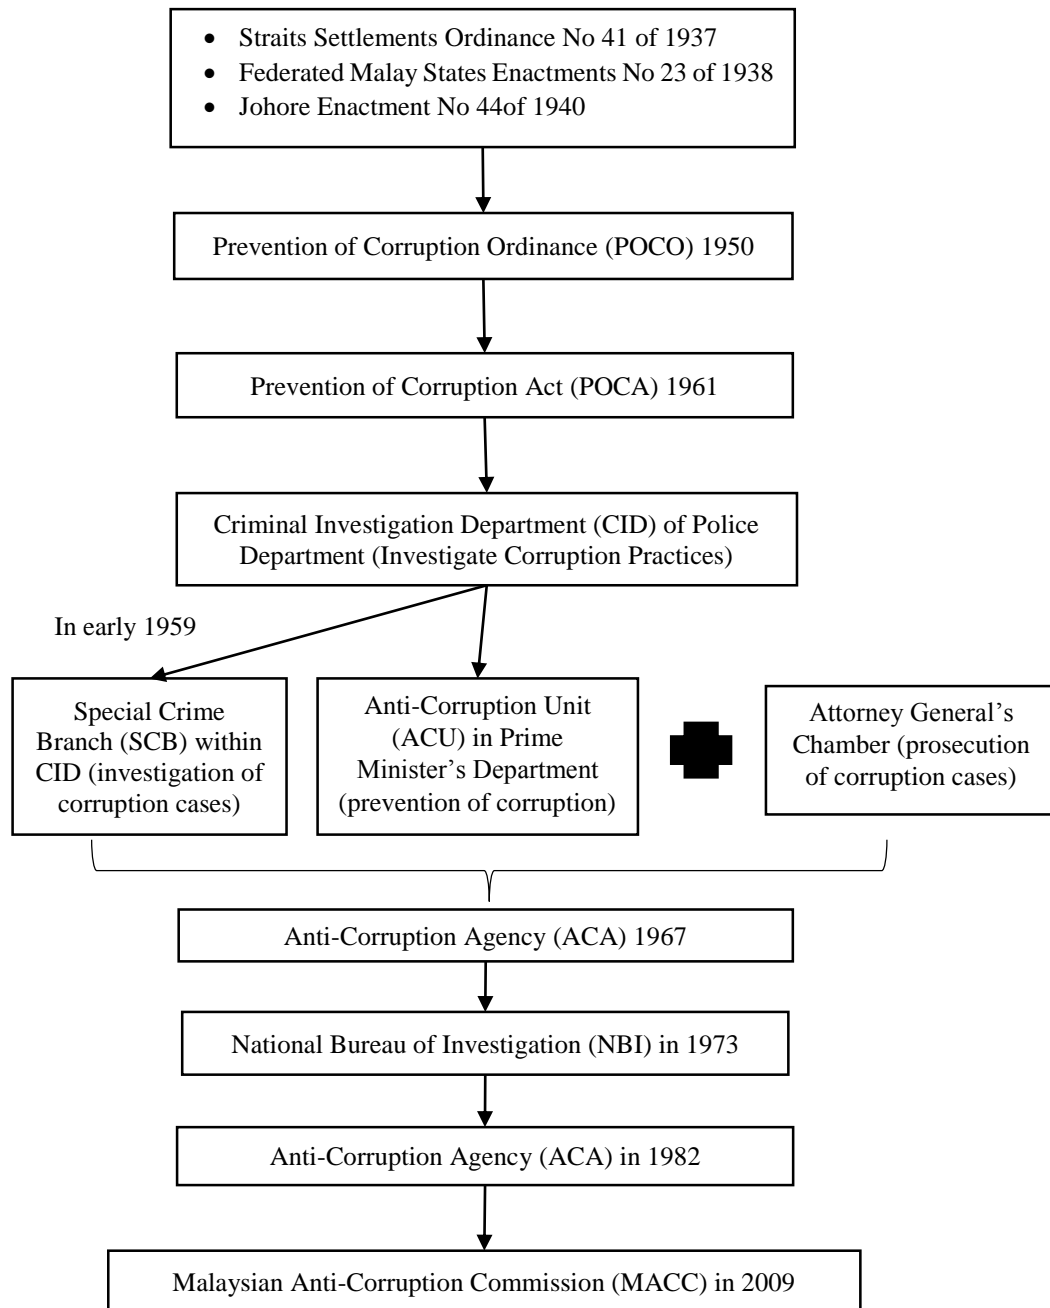 • Straits Settlements Ordinance No 41 of 1937
• Federated Malay States Enactments No 23 of 1938
• Johore Enactment No 44of 1940
Prevention of Corruption Ordinance (POCO) 1950
Prevention of Corruption Act (POCA) 1961
Criminal Investigation Department (CID) of Police
Department (Investigate Corruption Practices)
In early 1959
Special Crime
Branch (SCB) within
CID (investigation of
corruption cases)
Anti-Corruption Unit
(ACU) in Prime
Minister’s Department
(prevention of corruption)
Attorney General’s
Chamber (prosecution
of corruption cases)
Anti-Corruption Agency (ACA) 1967
National Bureau of Investigation (NBI) in 1973
Anti-Corruption Agency (ACA) in 1982
Malaysian Anti-Corruption Commission (MACC) in 2009